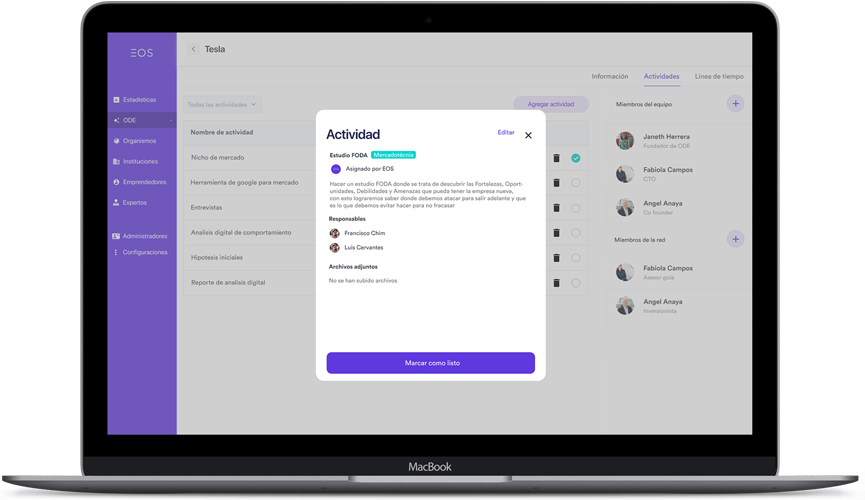 EOS
Tesla
Información
Actividades
Línea de tiempo
Estadísticas
ODE
Organismos
Instituciones
Emprendedores
Expertos
Administradores
Configuraciones
Todas las actividades
Agregar actividad
Nombre de actividad
Nicho de mercado
Herramienta de google para mercado
Entrevistas
Analisis digital de comportamiento
Hipotesis iniciales
Reporte de analisis digital
Actividad
Editar
Estudio FODA
Mercadotécnia
Asignado por EOS
Hacer un estudio FODA donde se trata de descubrir las Fortalezas, Oport-
unidades, Debilidades y Amenazas que pueda tener la empresa nueva,
con esto lograremos saber donde debemos atacar para salir adelante y que
es lo que debemos evitar hacer para no fracasar
Responsables
Francisco Chim
Luis Cervantes
Archivos adjuntos
No se han subido archivos
Marcar como listo
Miembros del equipo
Janeth Herrera
Fundador de ODE
Fabiola Campos
CTO
Angel Anaya
Co founder
Miembros de la red
Fabiola Campos
Asesor guía
Angel Anaya
Inversionista
MacBook